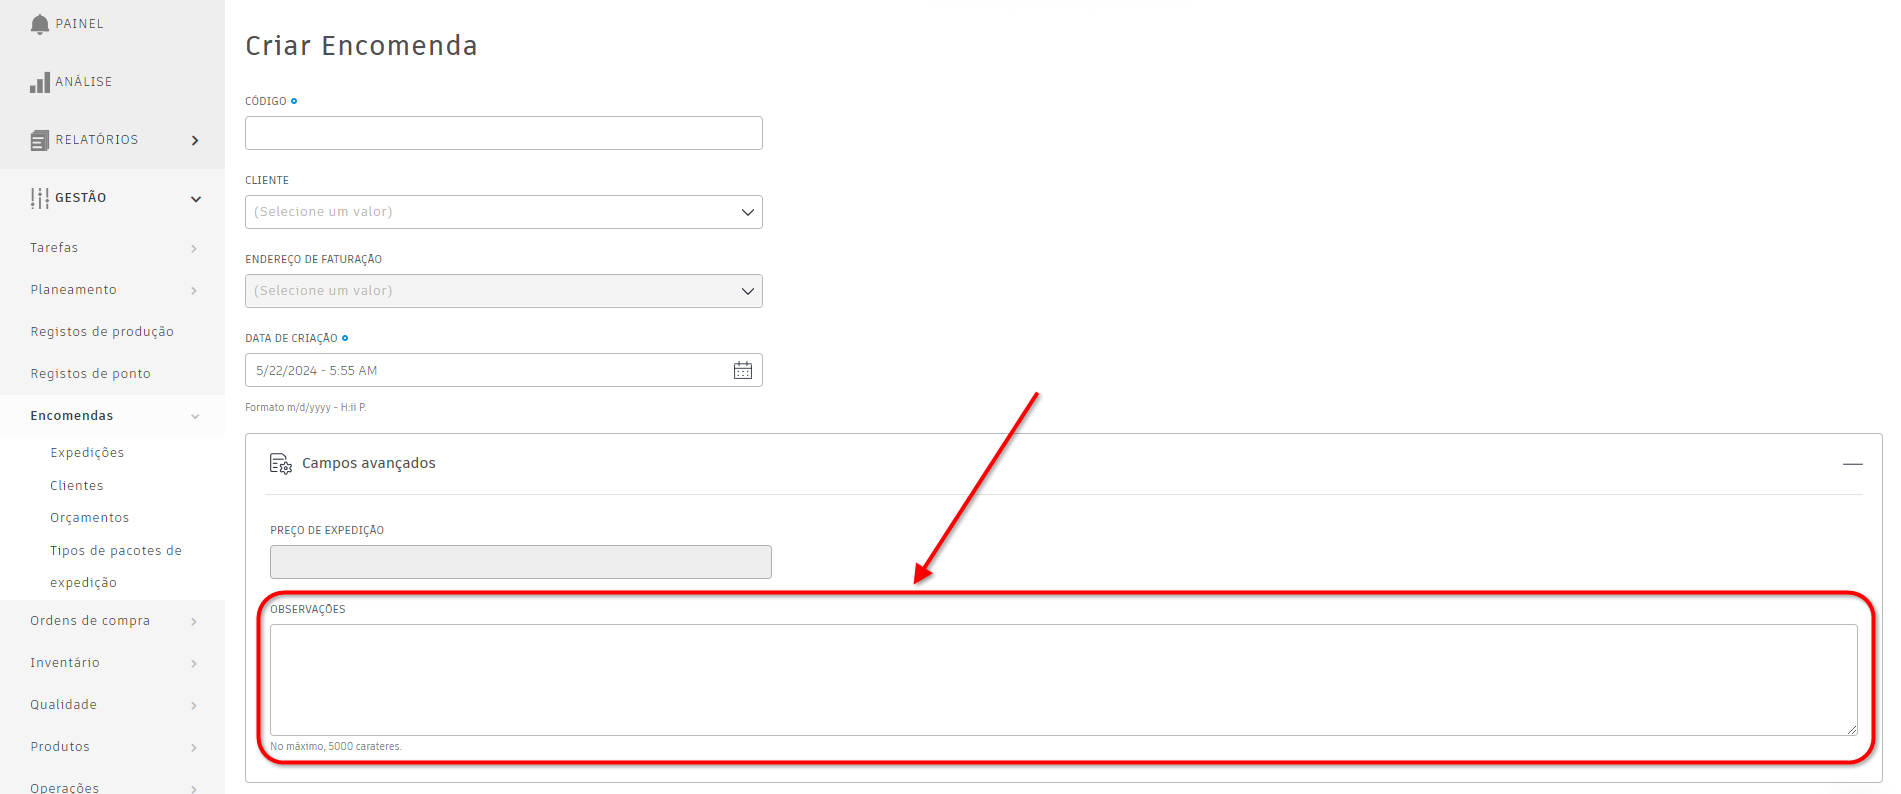 PAINEL
ANÁLISE
RELATÓRIOS
GESTÃO
Tarefas
Planeamento
Registos de produção
Registos de ponto
Encomendas
Expedições
Clientes
Orçamentos
Tipos de pacotes de
expedição
Ordens de compra
Inventário
Qualidade
Produtos
Operações
Criar Encomenda
CÓDIGO
CLIENTE
(Selecione um valor)
ENDEREÇO DE FATURAÇÃO
(Selecione um valor)
DATA DE CRIAÇÃO
5/22/2024 - 5:55 AM
Formato m/d/yyyy - H:ii P.
Campos avançados
PREÇO DE EXPEDIÇÃO
OBSERVAÇÕES
No máximo, 5000 carateres.